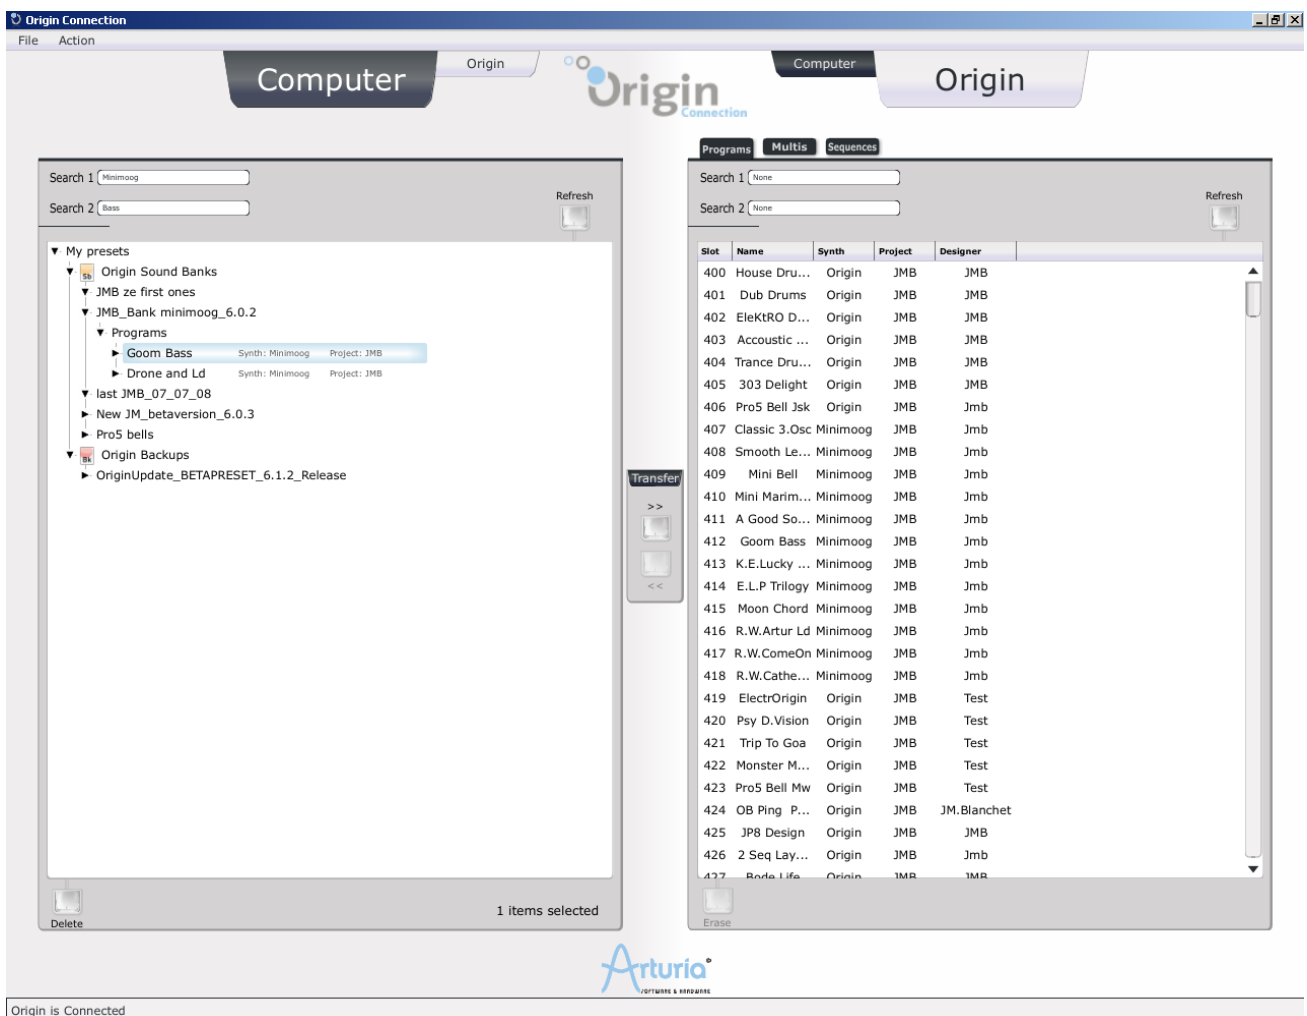 Origin Connection
File Action
Computer Origin
Origin Connection
Computer Origin
Search 1 Minimoog
Search 2 Bass
Refresh
My presets
Sb Origin Sound Banks
JMB ze first ones
JMB_Bank minimoog_6.0.2
Programs
Goom Bass Synth: Minimoog Project: JMB
Drone and Ld Synth: Minimoog Project: JMB
last JMB_07_07_08
New JM_betaversion_6.0.3
Pro5 bells
Bk Origin Backups
OriginUpdate_BETAPRESET_6.1.2_Release
Delete
1 items selected
Transfer
>>
<<
Programs Multis Sequences
Search 1 None
Search 2 None
Refresh
Slot Name Synth Project Designer
400 House Dru... Origin JMB JMB
401 Dub Drums Origin JMB JMB
402 EleKtRO D... Origin JMB JMB
403 Accoustic ... Origin JMB JMB
404 Trance Dru... Origin JMB JMB
405 303 Delight Origin JMB JMB
406 Pro5 Bell Jsk Origin JMB Jmb
407 Classic 3.Osc Minimoog JMB Jmb
408 Smooth Le... Minimoog JMB Jmb
409 Mini Bell Minimoog JMB Jmb
410 Mini Marim... Minimoog JMB Jmb
411 A Good So... Minimoog JMB Jmb
412 Goom Bass Minimoog JMB Jmb
413 K.E.Lucky ... Minimoog JMB Jmb
414 E.L.P Trilogy Minimoog JMB Jmb
415 Moon Chord Minimoog JMB Jmb
416 R.W.Artur Ld Minimoog JMB Jmb
417 R.W.ComeOn Minimoog JMB Jmb
418 R.W.Cathe... Minimoog JMB Jmb
419 ElectrOrigin Origin JMB Test
420 Psy D.Vision Origin JMB Test
421 Trip To Goa Origin JMB Test
422 Monster M... Origin JMB Test
423 Pro5 Bell Mw Origin JMB Test
424 OB Ping P... Origin JMB JM.Blanchet
425 JP8 Design Origin JMB JMB
426 2 Seq Lay... Origin JMB Jmb
427 Bode Life Origin JMB JMB
Erase
Arturia
SOFTWARE & HARDWARE
Origin is Connected